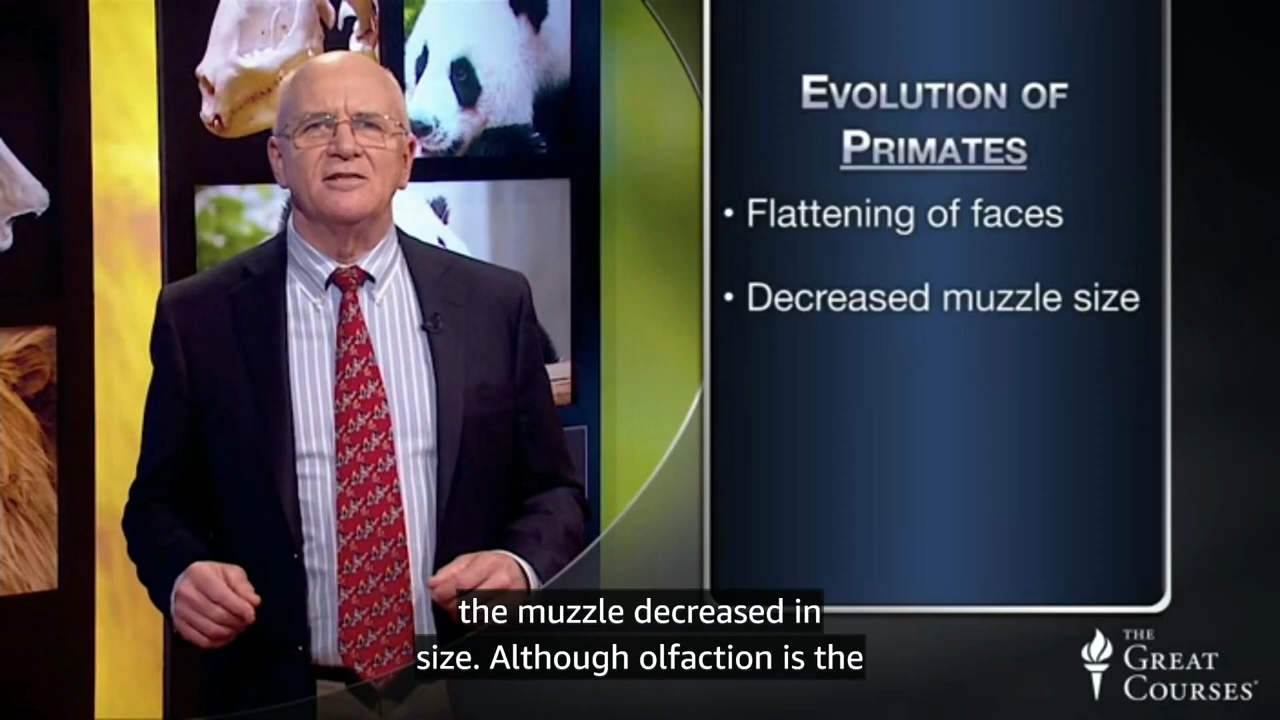 EVOLUTION OF
PRIMATES
• Flattening of faces
• Decreased muzzle size
the muzzle decreased in
size. Although olfaction is the
THE
GREAT
COURSES®